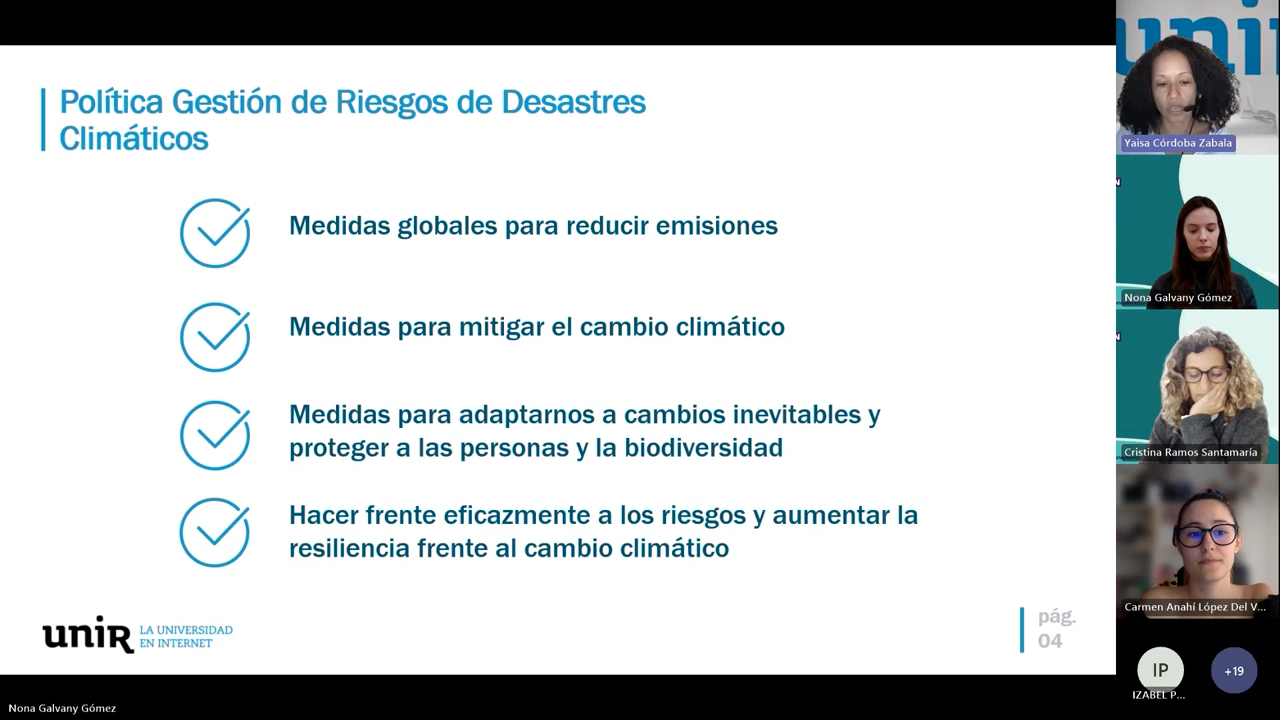 Política Gestión de Riesgos de Desastres
Climáticos
Medidas globales para reducir emisiones
Medidas para mitigar el cambio climático
Medidas para adaptarnos a cambios inevitables y
proteger a las personas y la biodiversidad
Hacer frente eficazmente a los riesgos y aumentar la
resiliencia frente al cambio climático
unir
LA UNIVERSIDAD
EN INTERNET
pág.
04
Nona Galvany Gómez
unir
Yaisa Córdoba Zabala
N
Nona Galvany Gómez
N
Cristina Ramos Santamaría
Carmen Anahí López Del V...
IP
IZABEL P...
+19